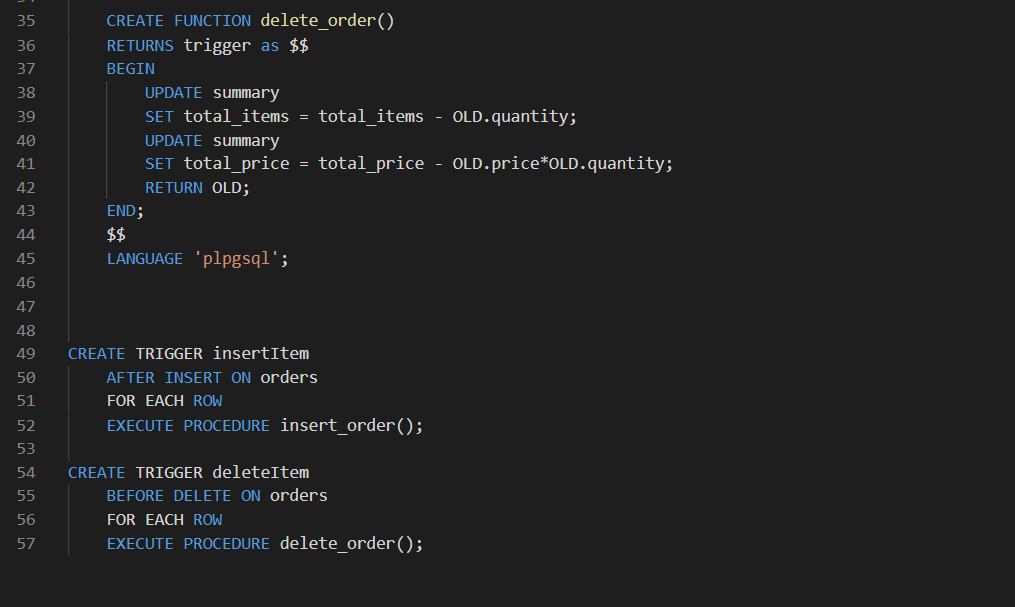 35 CREATE FUNCTION delete_order()
36 RETURNS trigger as $$
37 BEGIN
38 UPDATE summary
39 SET total_items = total_items - OLD.quantity;
40 UPDATE summary
41 SET total_price = total_price - OLD.price*OLD.quantity;
42 RETURN OLD;
43 END;
44 $$
45 LANGUAGE 'plpgsql';
46
47
48
49 CREATE TRIGGER insertItem
50 AFTER INSERT ON orders
51 FOR EACH ROW
52 EXECUTE PROCEDURE insert_order();
53
54 CREATE TRIGGER deleteItem
55 BEFORE DELETE ON orders
56 FOR EACH ROW
57 EXECUTE PROCEDURE delete_order();